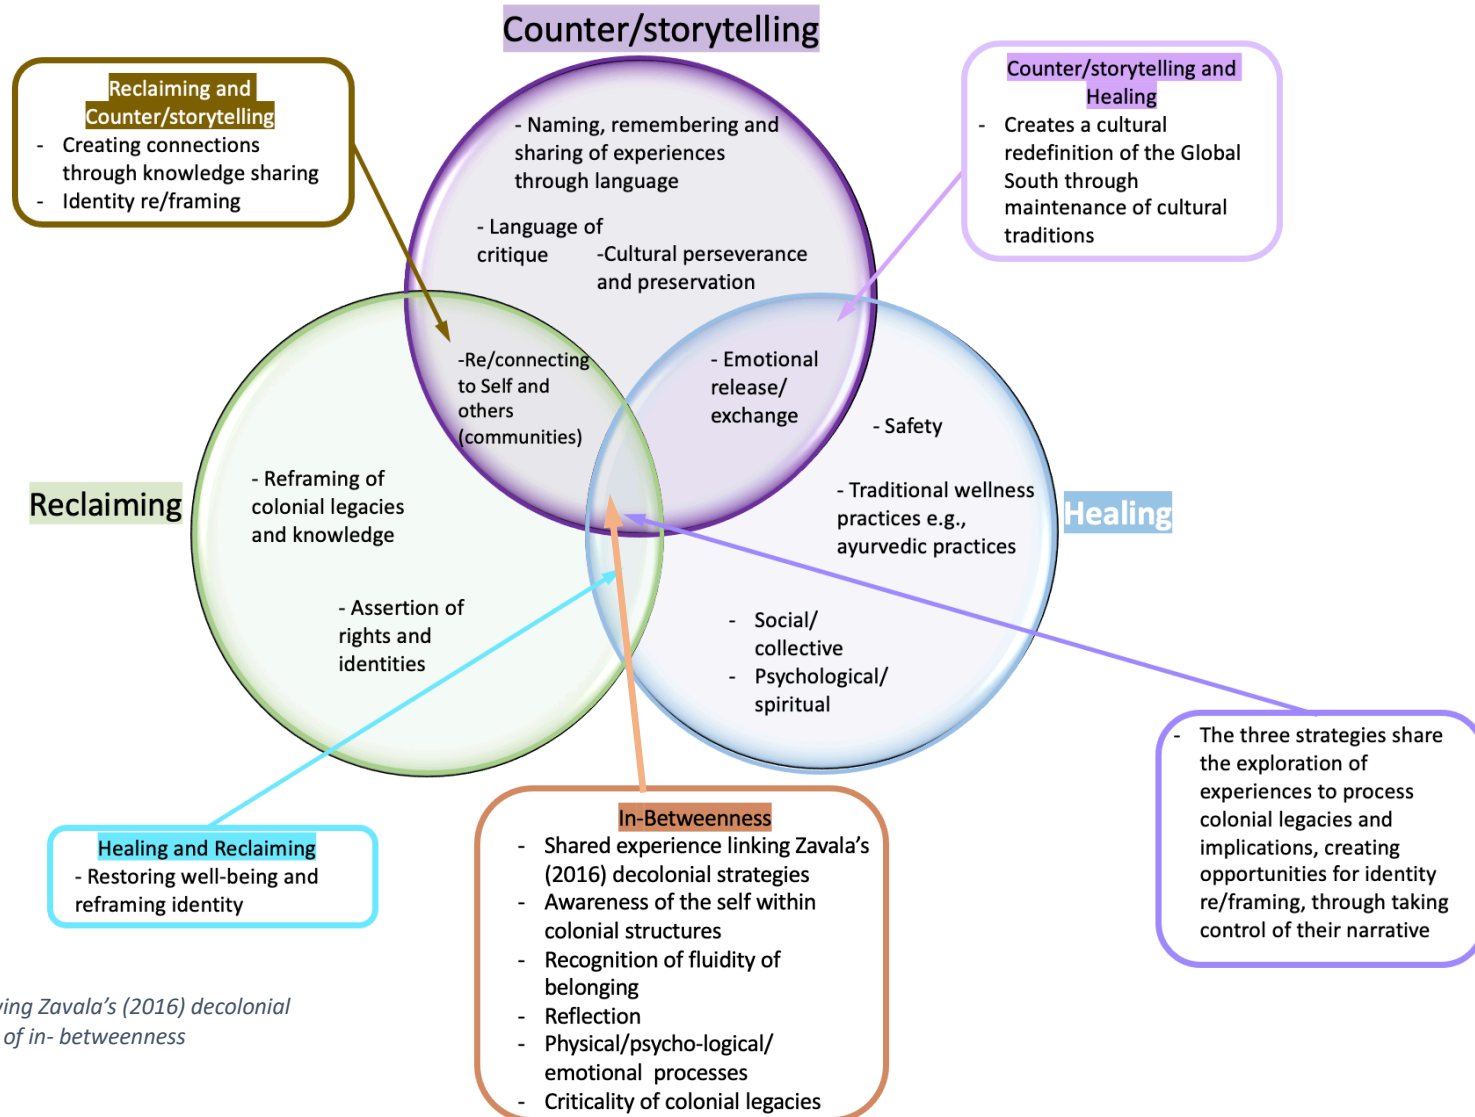 Counter/storytelling
Reclaiming and
Counter/storytelling
- Creating connections
through knowledge sharing
- Identity re/framing
Counter/storytelling and
Healing
- Creates a cultural
redefinition of the Global
South through
maintenance of cultural
traditions
- Naming, remembering and
sharing of experiences
through language
- Language of
critique
-Cultural perseverance
and preservation
-Re/connecting
to Self and
others
(communities)
- Emotional
release/
exchange
Reclaiming
- Reframing of
colonial legacies
and knowledge
- Assertion of
rights and
identities
Healing
- Safety
- Traditional wellness
practices e.g.,
ayurvedic practices
- Social/
collective
- Psychological/
spiritual
Healing and Reclaiming
- Restoring well-being and
reframing identity
In-Betweenness
- Shared experience linking Zavala’s
(2016) decolonial strategies
- Awareness of the self within
colonial structures
- Recognition of fluidity of
belonging
- Reflection
- Physical/psycho-logical/
emotional processes
- Criticality of colonial legacies
- The three strategies share
the exploration of
experiences to process
colonial legacies and
implications, creating
opportunities for identity
re/framing, through taking
control of their narrative
Zavala’s (2016) decolonial
of in- betweenness